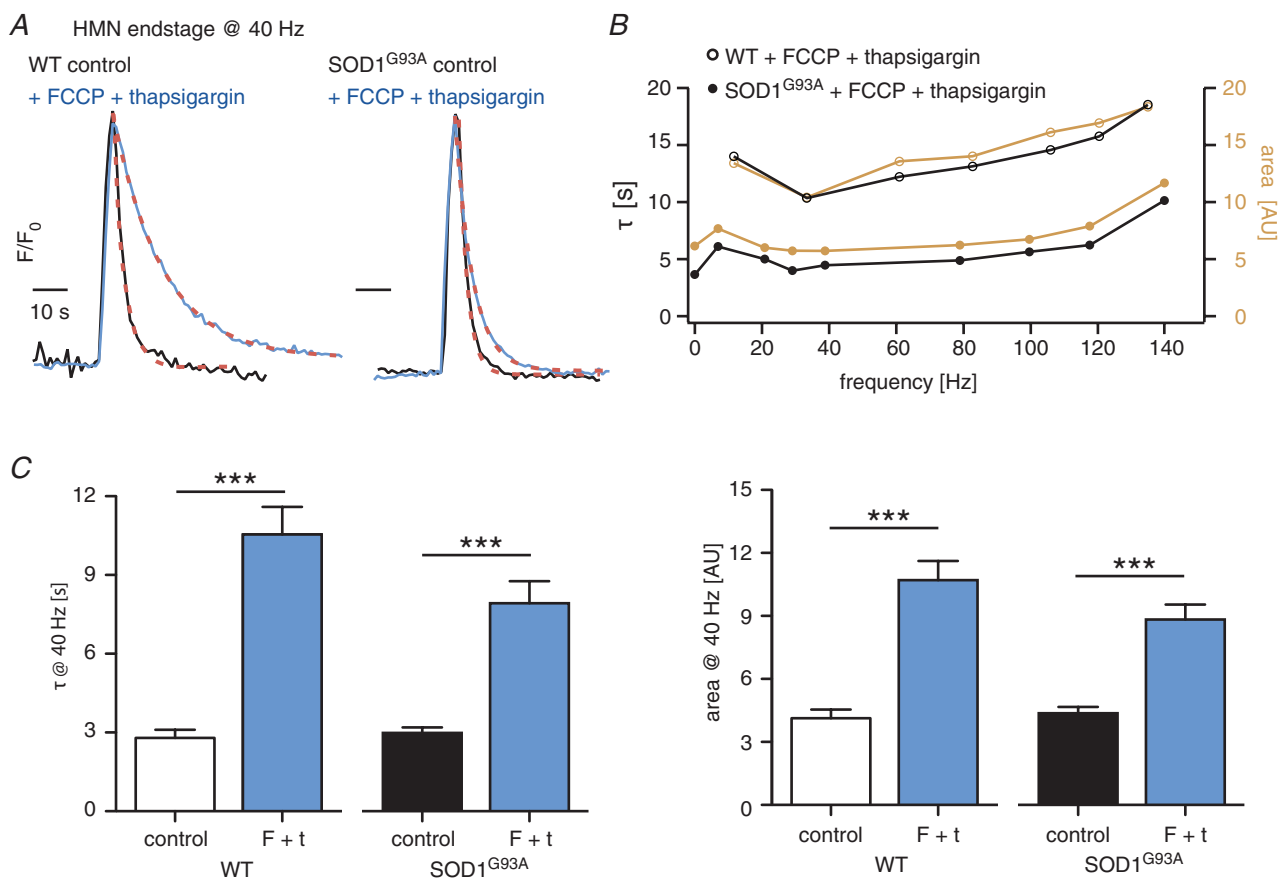 A HMN endstage @ 40 Hz
WT control
+ FCCP + thapsigargin
SOD1G93A control
+ FCCP + thapsigargin
F/F0
10 s
B
WT + FCCP + thapsigargin
SOD1G93A + FCCP + thapsigargin
20
15
10
5
0
τ [s]
20
15
10
5
0
area [AU]
0 20 40 60 80 100 120 140
frequency [Hz]
C
12
9
6
3
0
τ @ 40 Hz [s]
***
***
control F + t control F + t
WT SOD1G93A
15
12
9
6
3
0
area @ 40 Hz [AU]
***
***
control F + t control F + t
WT SOD1G93A